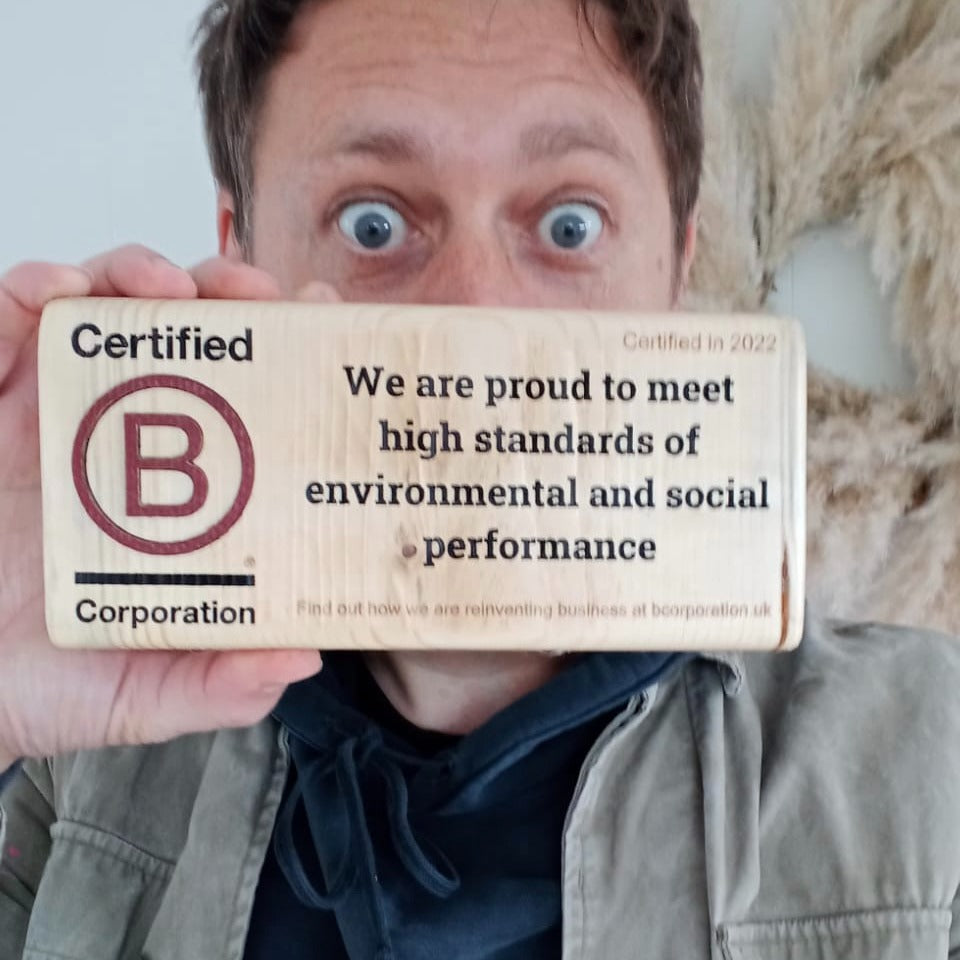 Certified
B
®
Corporation
Certified in 2022
We are proud to meet
high standards of
environmental and social
performance
Find out how we are reinventing business at bcorporation.uk